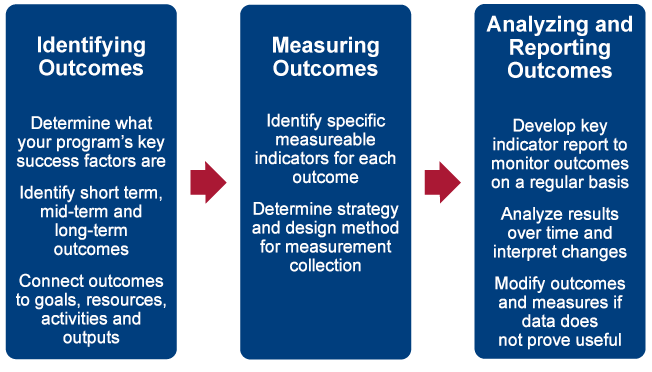 Identifying
Outcomes
Determine what
your program's key
success factors are
Identify short term,
mid-term and
long-term
outcomes
Connect outcomes
to goals, resources,
activities and
outputs
Measuring
Outcomes
Identify specific
measureable
indicators for each
outcome
Determine strategy
and design method
for measurement
collection
Analyzing and
Reporting
Outcomes
Develop key
indicator report to
monitor outcomes
on a regular basis
Analyze results
over time and
interpret changes
Modify outcomes
and measures if
data does
not prove useful